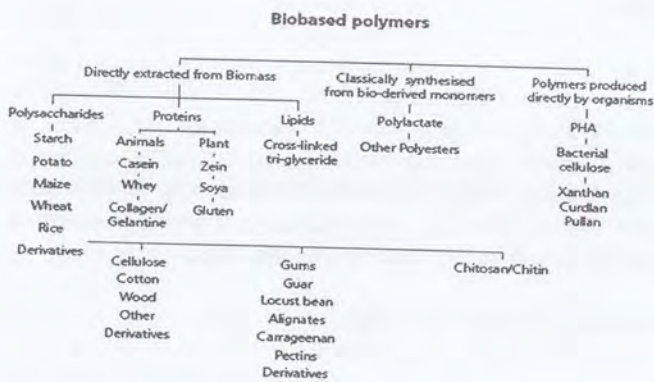 Biobased polymers
Directly extracted from Biomass
Classically synthesised
from bio-derived monomers
Polymers produced
directly by organisms
Polysaccharides
Starch
Potato
Maize
Wheat
Rice
Derivatives
Proteins
Animals
Casein
Whey
Collagen/
Gelantine
Plant
Zein
Soya
Gluten
Lipids
Cross-linked
tri-glyceride
Polylactate
Other Polyesters
PHA
Bacterial
cellulose
Xanthan
Curdlan
Pullan
Cellulose
Cotton
Wood
Other
Derivatives
Gums
Guar
Locust bean
Alignates
Carrageenan
Pectins
Derivatives
Chitosan/Chitin